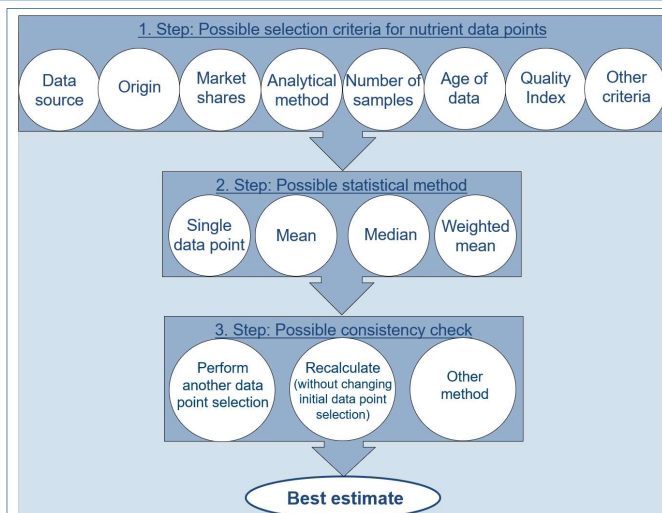 1. Step: Possible selection criteria for nutrient data points
Data
source
Origin
Market
shares
Analytical
method
Number of
samples
Age of
data
Quality
Index
Other
criteria
2. Step: Possible statistical method
Single
data point
Mean
Median
Weighted
mean
3. Step: Possible consistency check
Perform
another data
point selection
Recalculate
(without changing
initial data point
selection)
Other
method
Best estimate